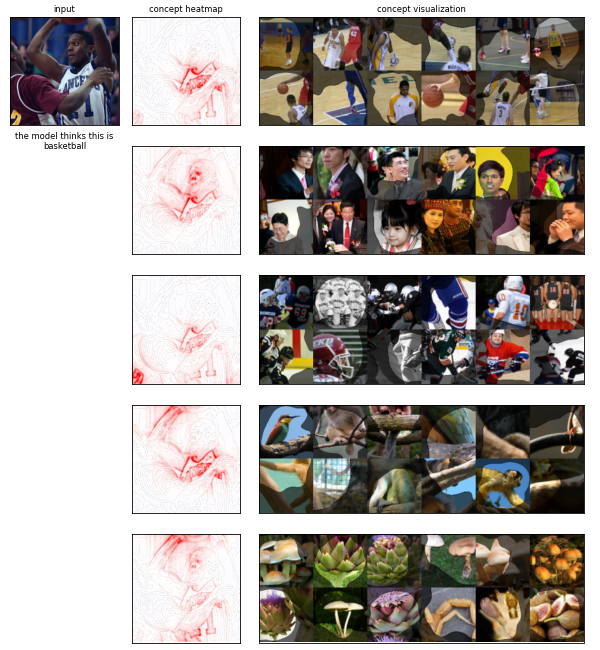 input
concept heatmap
concept visualization
the model thinks this is
basketball